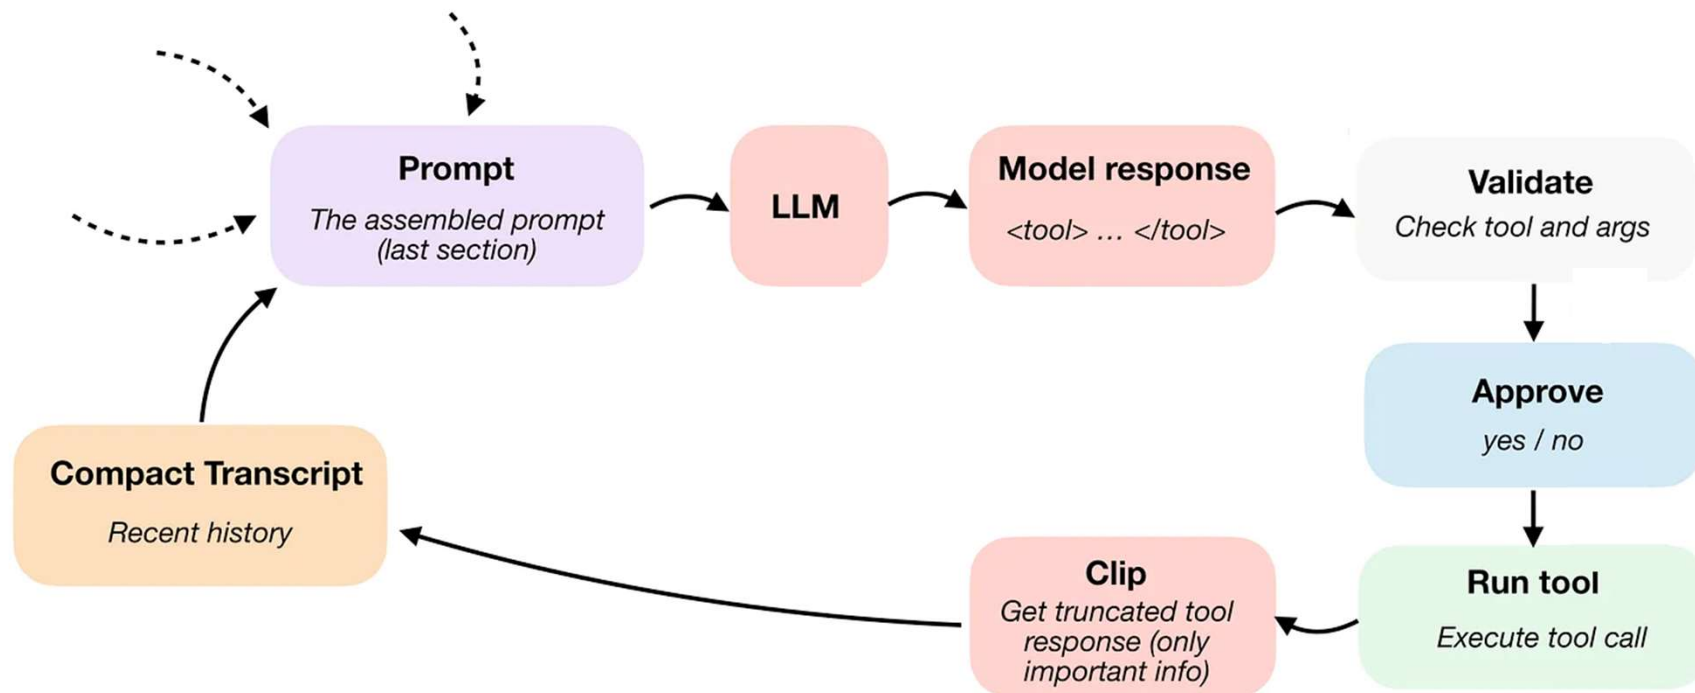 Prompt
The assembled prompt
(last section)
LLM
Model response
<tool> ... </tool>
Validate
Check tool and args
Approve
yes / no
Run tool
Execute tool call
Clip
Get truncated tool
response (only
important info)
Compact Transcript
Recent history